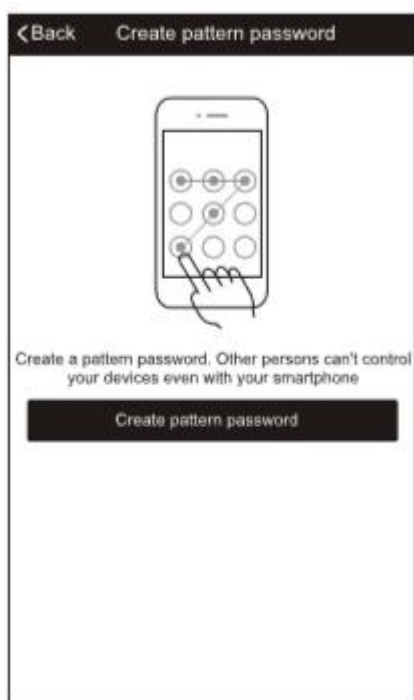 Back Create pattern password
Create a pattern password. Other persons can't control
your devices even with your smartphone
Create pattern password